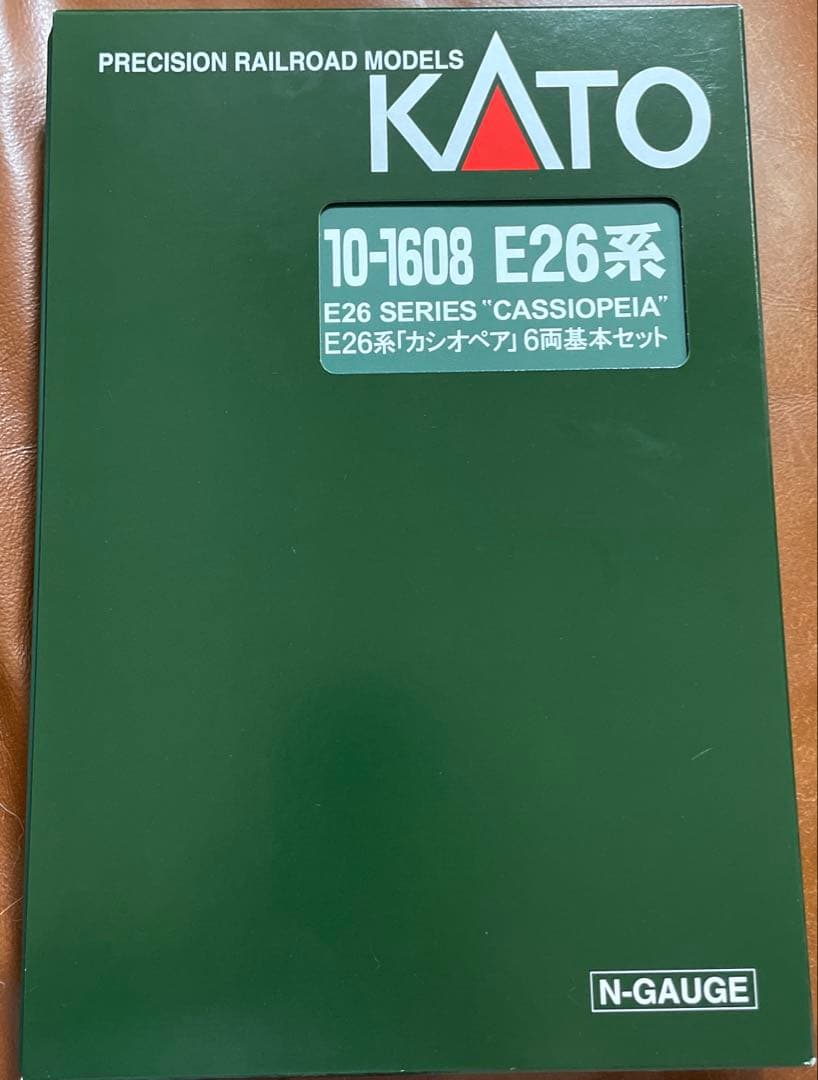 PRECISION RAILROAD MODELS
KATO
10-1608 E26系
E26 SERIES "CASSIOPEIA"
E26系「カシオペア」6両基本セット
N-GAUGE